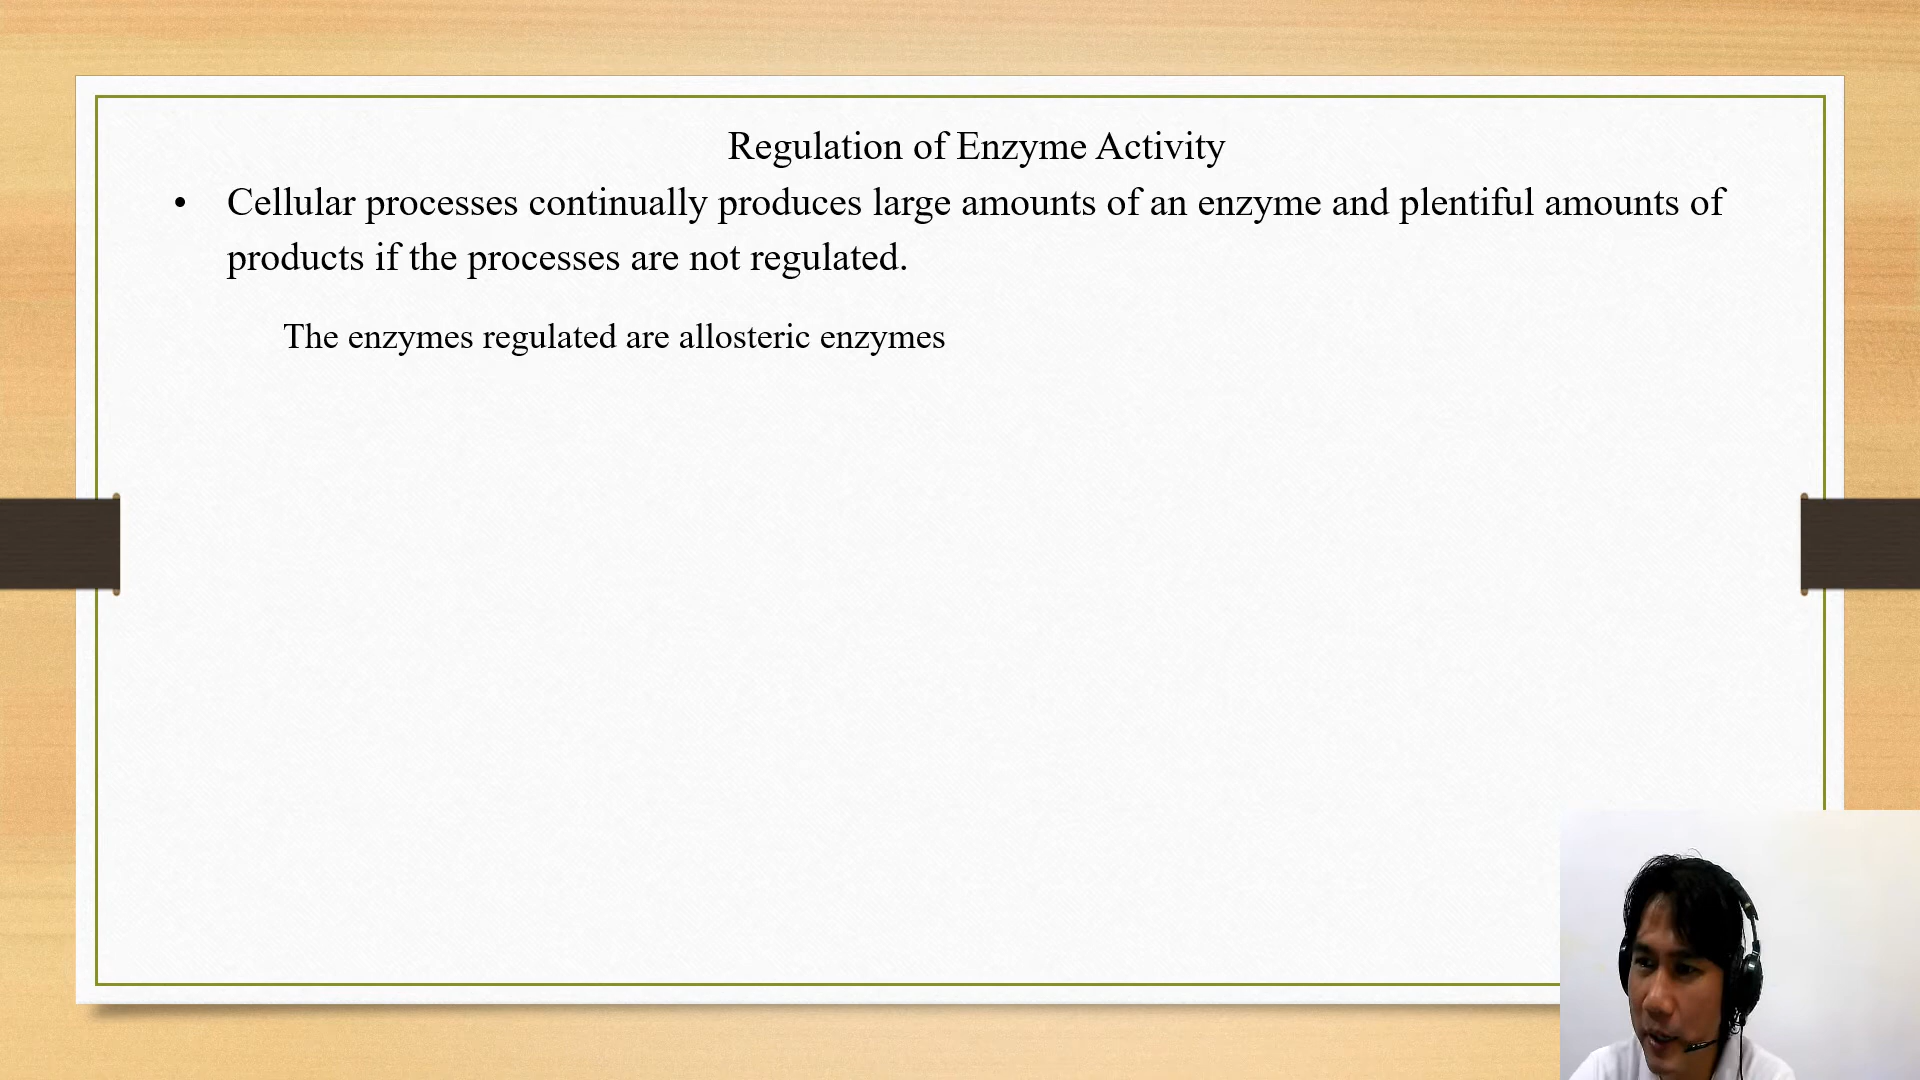 Regulation of Enzyme Activity
• Cellular processes continually produces large amounts of an enzyme and plentiful amounts of
products if the processes are not regulated.
The enzymes regulated are allosteric enzymes